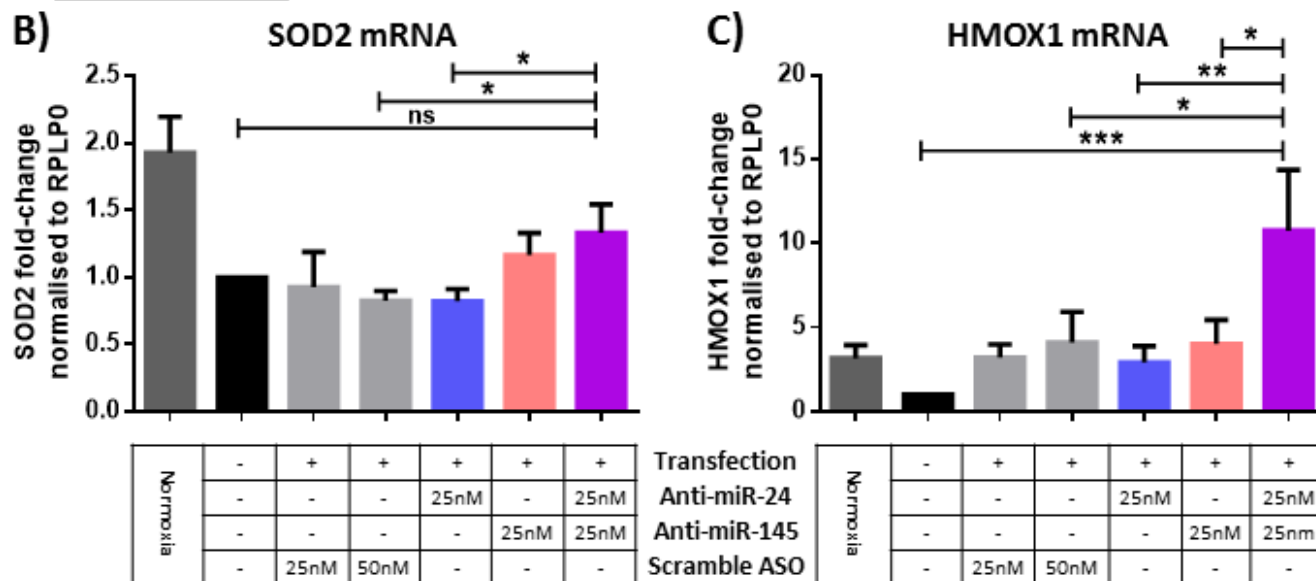 B)
SOD2 mRNA
SOD2 fold-change
normalised to RPLP0
2.5
2.0
1.5
1.0
0.5
0.0
*
*
ns
C)
HMOX1 mRNA
HMOX1 fold-change
normalised to RPLP0
20
15
10
5
0
*
**
*
***
Normoxia - + + + + + Transfection Normoxia - + + + + +
- - - 25nM - 25nM Anti-miR-24 - - - 25nM - 25nM
- - - - 25nM 25nM Anti-miR-145 - - - - 25nM 25nm
- 25nM 50nM - - - Scramble ASO - 25nM 50nM - - -